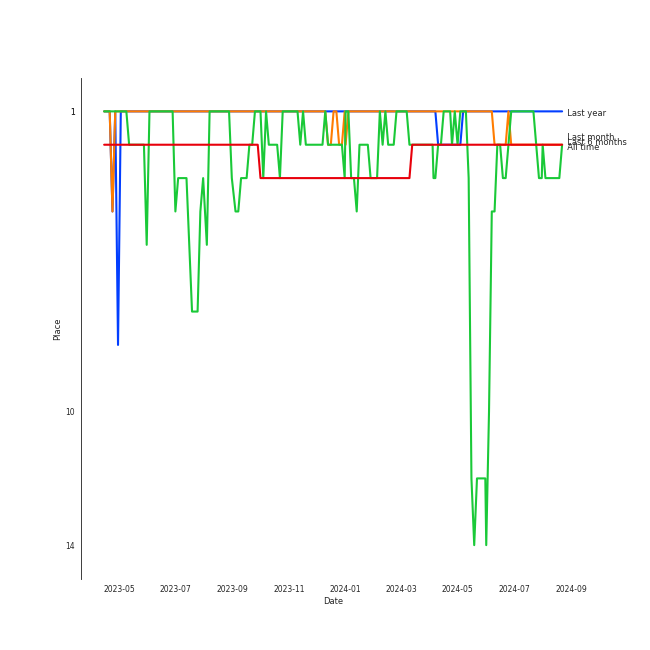 1
Last year
Last month
Last 6 months
All time
Place
10
14
2023-05 2023-07 2023-09 2023-11 2024-01 2024-03 2024-05 2024-07 2024-09
Date